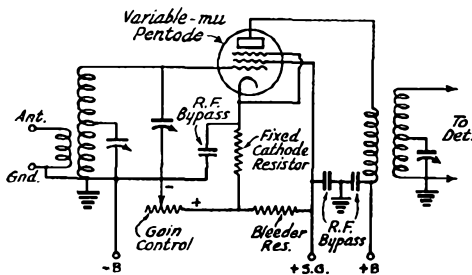 Variable-mu
Pentode
Ant.
Gnd.
R.F.
Bypass
Fixed
Cathode
Resistor
To
Det.
-
+
Gain
Control
Bleeder
Res.
R.F.
Bypass
-B
+S.G.
+B